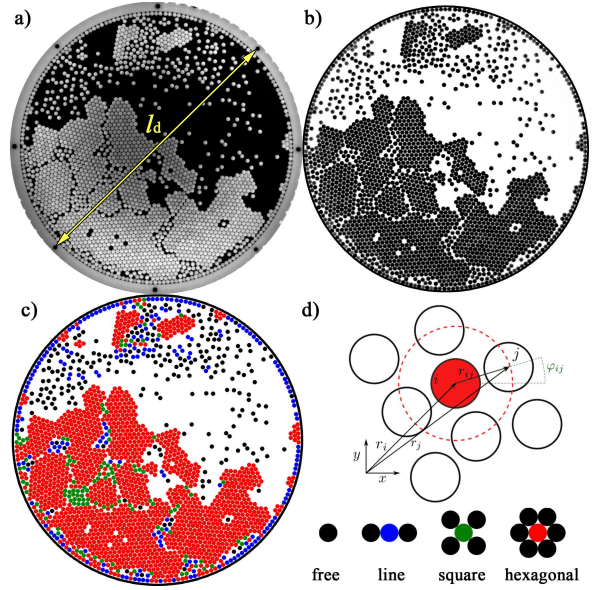 a)
l_d
b)
c)
d)
i
r_ij
j
φ_ij
r_i
r_j
y
x
free
line
square
hexagonal